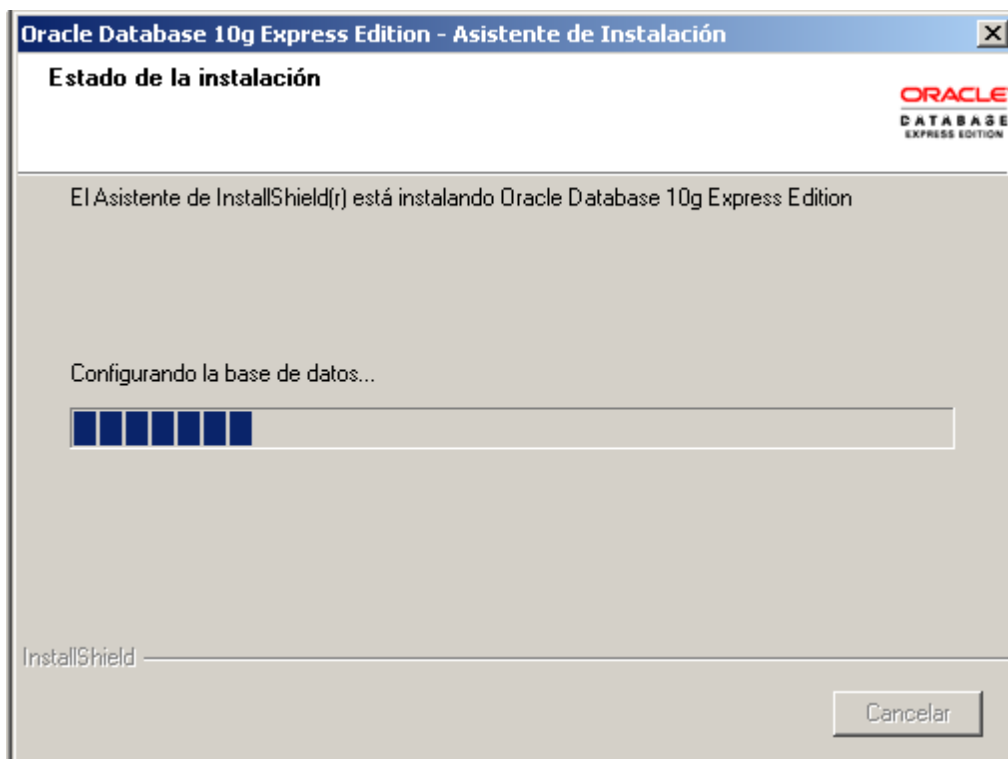 Oracle Database 10g Express Edition - Asistente de Instalación
Estado de la instalación
ORACLE
DATABASE
EXPRESS EDITION
El Asistente de InstallShield(r) está instalando Oracle Database 10g Express Edition
Configurando la base de datos...
InstallShield
Cancelar